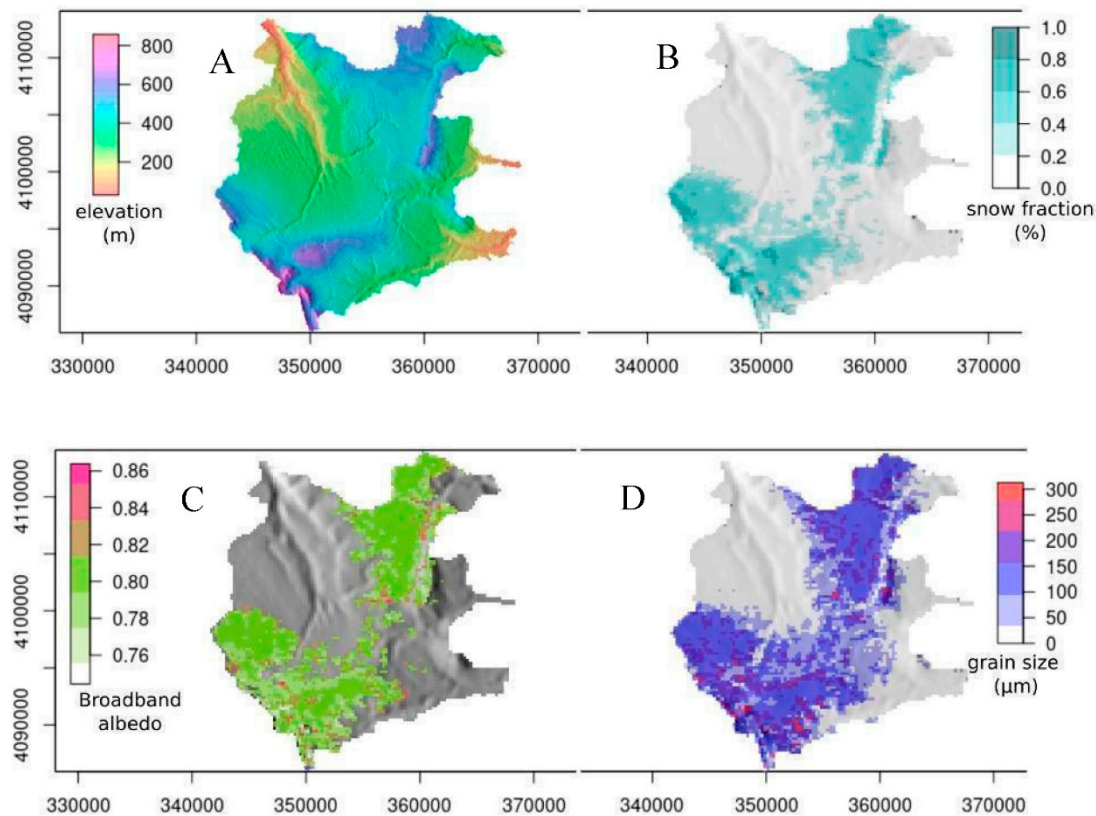 A
800
600
400
200
elevation
(m)
4110000
4100000
4090000
330000 340000 350000 360000 370000
B
1.0
0.8
0.6
0.4
0.2
0.0
snow fraction
(%)
340000 350000 360000 370000
C
0.86
0.84
0.82
0.80
0.78
0.76
Broadband
albedo
4110000
4100000
4090000
330000 340000 350000 360000 370000
D
300
250
200
150
100
50
0
grain size
(µm)
340000 350000 360000 370000